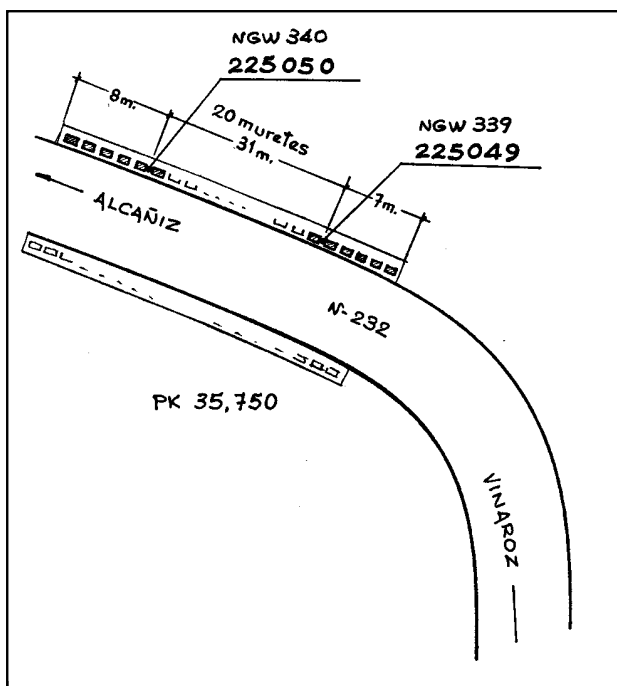 NGW 340
225050
8m.
20 muretes
31m.
NGW 339
225049
7m.
ALCAÑIZ
N-232
PK 35,750
VINAROZ